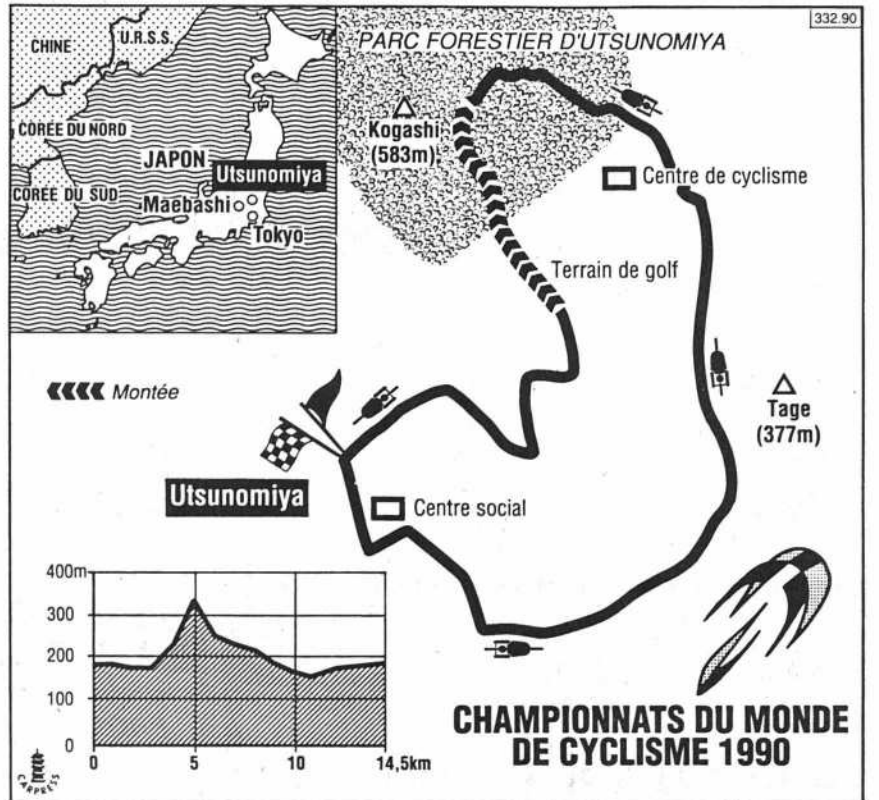 332.90
CHINE
U.R.S.S.
CORÉE DU NORD
JAPON
Utsunomiya
CORÉE DU SUD
Maebashi
Tokyo
PARC FORESTIER D'UTSUNOMIYA
Kogashi
(583m)
Centre de cyclisme
Terrain de golf
Montée
Tage
(377m)
Utsunomiya
Centre social
400m
300
200
100
0
0
5
10
14,5km
CHAMPIONNATS DU MONDE
DE CYCLISME 1990
CARPRESS